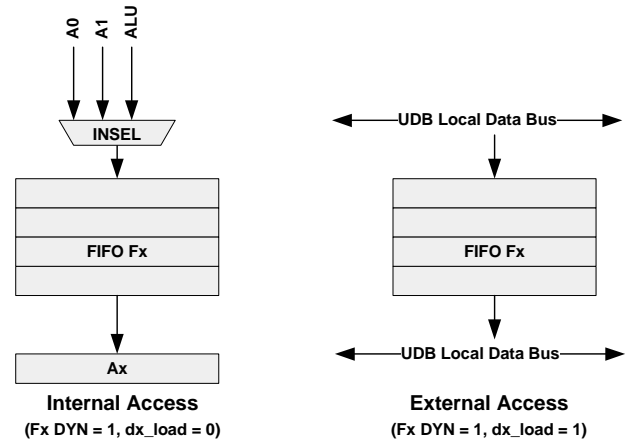 A0
A1
ALU
INSEL
FIFO Fx
Ax
Internal Access
(Fx DYN = 1, dx_load = 0)
UDB Local Data Bus
FIFO Fx
UDB Local Data Bus
External Access
(Fx DYN = 1, dx_load = 1)